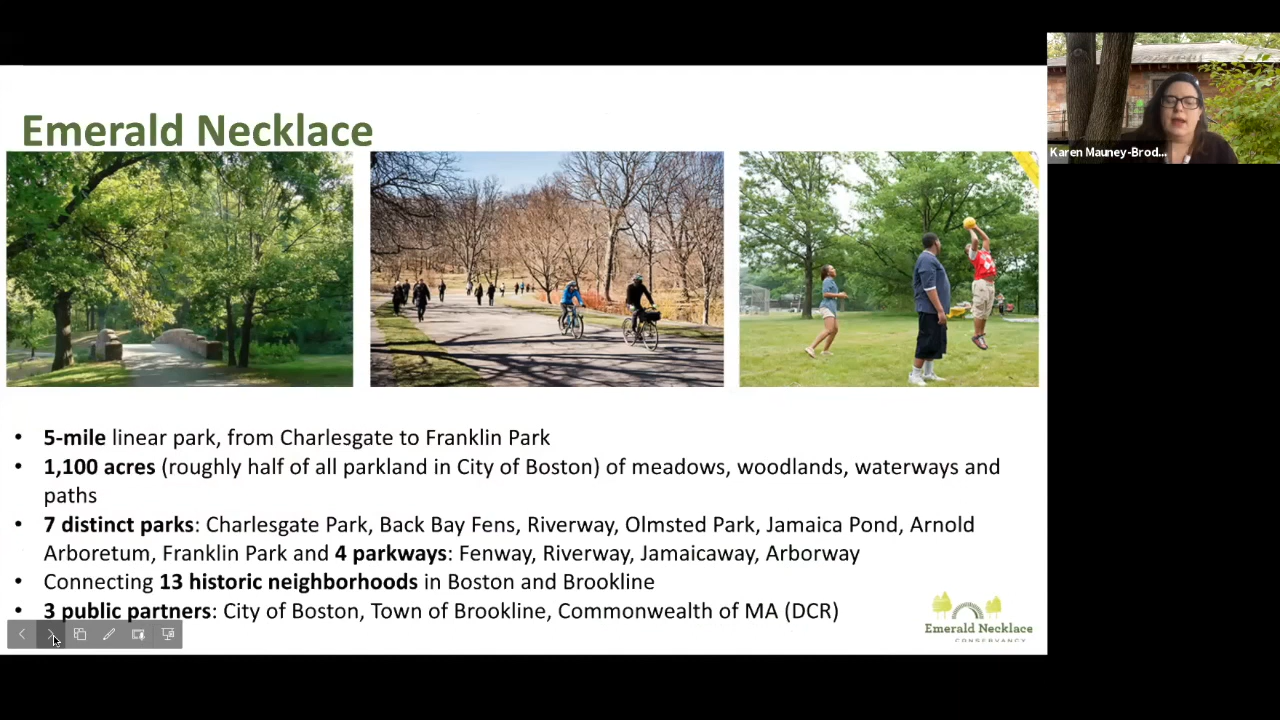 Emerald Necklace
Karen Mauney-Brod...
• 5-mile linear park, from Charlesgate to Franklin Park
• 1,100 acres (roughly half of all parkland in City of Boston) of meadows, woodlands, waterways and
paths
• 7 distinct parks: Charlesgate Park, Back Bay Fens, Riverway, Olmsted Park, Jamaica Pond, Arnold
Arboretum, Franklin Park and 4 parkways: Fenway, Riverway, Jamaicaway, Arborway
• Connecting 13 historic neighborhoods in Boston and Brookline
• 3 public partners: City of Boston, Town of Brookline, Commonwealth of MA (DCR)
Emerald Necklace
CONSERVANCY